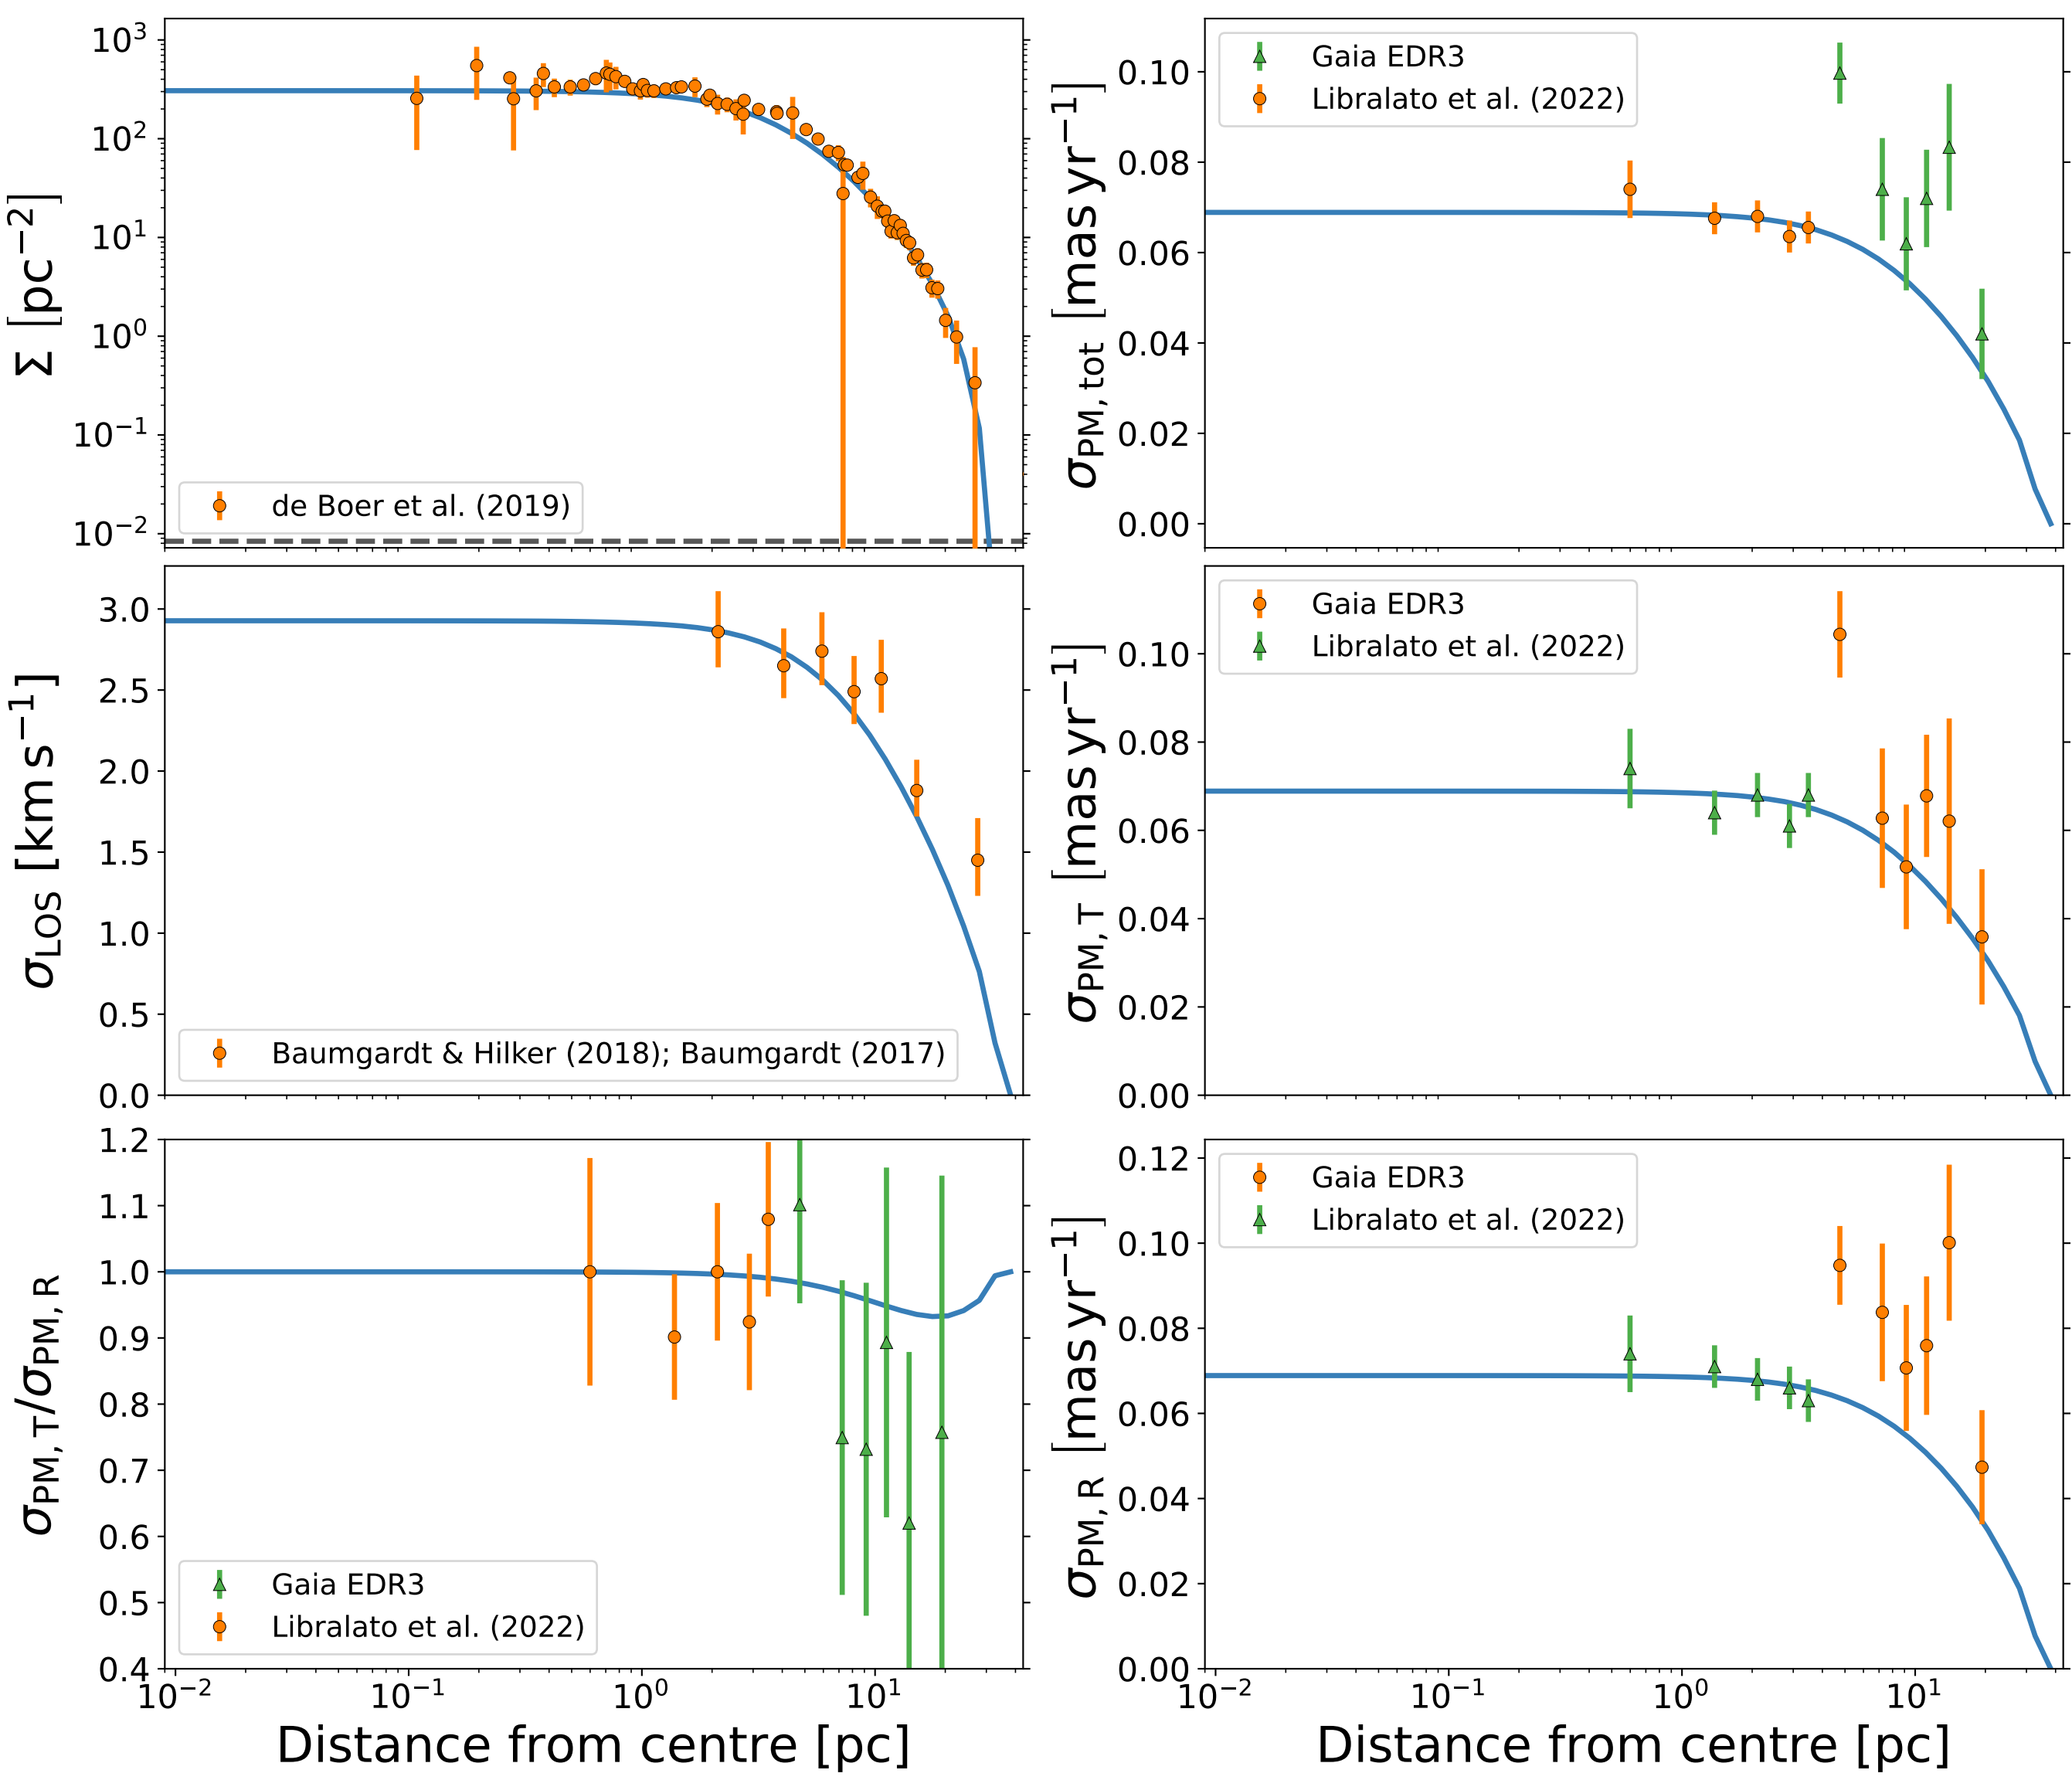 10³
10²
10¹
10⁰
10⁻¹
10⁻²
Σ [pc⁻²]
de Boer et al. (2019)
0.10
0.08
0.06
0.04
0.02
0.00
σPM, tot [mas yr⁻¹]
Gaia EDR3
Libralato et al. (2022)
3.0
2.5
2.0
1.5
1.0
0.5
0.0
σLOS [km s⁻¹]
Baumgardt & Hilker (2018); Baumgardt (2017)
0.10
0.08
0.06
0.04
0.02
0.00
σPM, T [mas yr⁻¹]
Gaia EDR3
Libralato et al. (2022)
1.2
1.1
1.0
0.9
0.8
0.7
0.6
0.5
0.4
σPM, T/σPM, R
Gaia EDR3
Libralato et al. (2022)
10⁻² 10⁻¹ 10⁰ 10¹
Distance from centre [pc]
0.12
0.10
0.08
0.06
0.04
0.02
0.00
σPM, R [mas yr⁻¹]
Gaia EDR3
Libralato et al. (2022)
10⁻² 10⁻¹ 10⁰ 10¹
Distance from centre [pc]